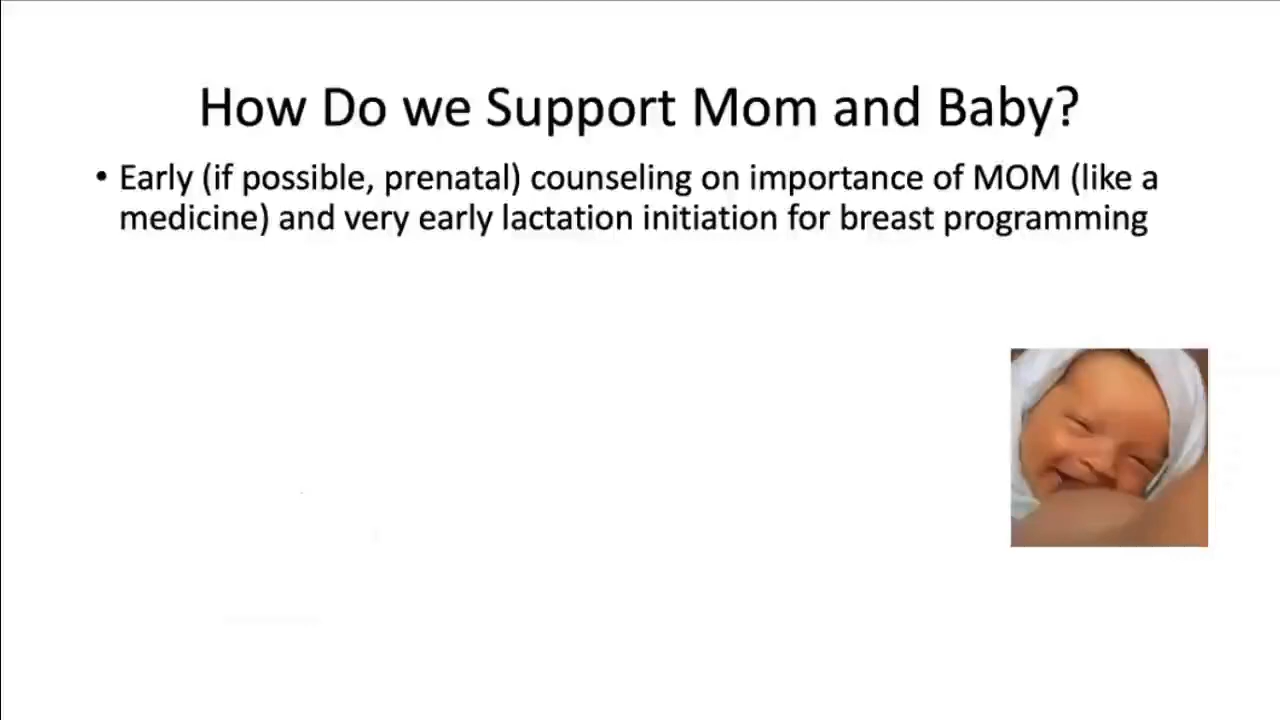 How Do we Support Mom and Baby?
• Early (if possible, prenatal) counseling on importance of MOM (like a
medicine) and very early lactation initiation for breast programming